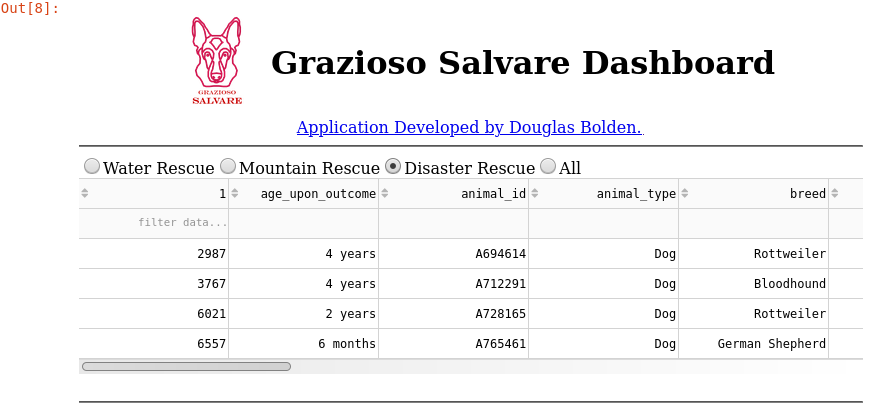 Out[8]:
GRAZIOSO
SALVARE
Grazioso Salvare Dashboard
Application Developed by Douglas Bolden.
Water Rescue Mountain Rescue Disaster Rescue All
1 age_upon_outcome animal_id animal_type breed
filter data...
2987 4 years A694614 Dog Rottweiler
3767 4 years A712291 Dog Bloodhound
6021 2 years A728165 Dog Rottweiler
6557 6 months A765461 Dog German Shepherd